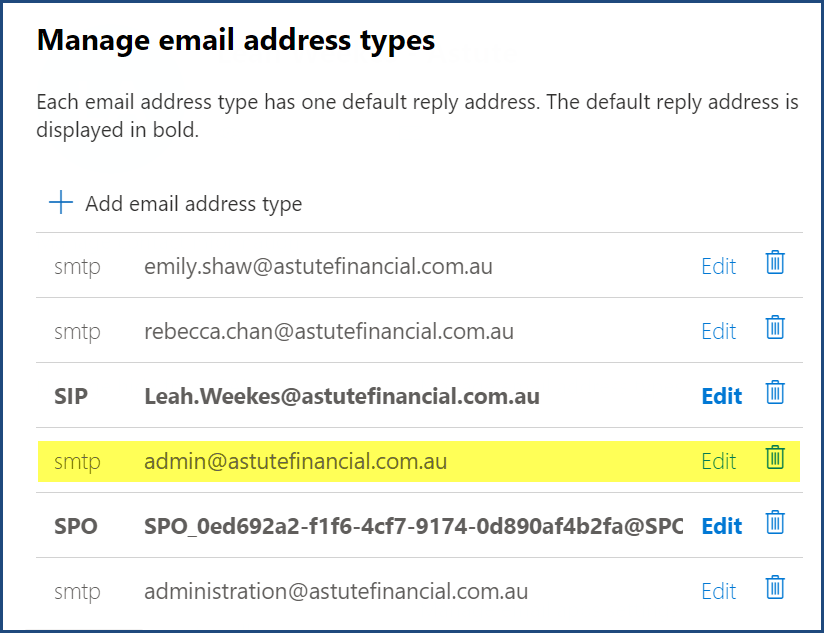 Manage email address types
Each email address type has one default reply address. The default reply address is
displayed in bold.
Add email address type
smtp emily.shaw@astutefinancial.com.au Edit
smtp rebecca.chan@astutefinancial.com.au Edit
SIP Leah.Weekes@astutefinancial.com.au Edit
smtp admin@astutefinancial.com.au Edit
SPO SPO_0ed692a2-f1f6-4cf7-9174-0d890af4b2fa@SPO Edit
smtp administration@astutefinancial.com.au Edit